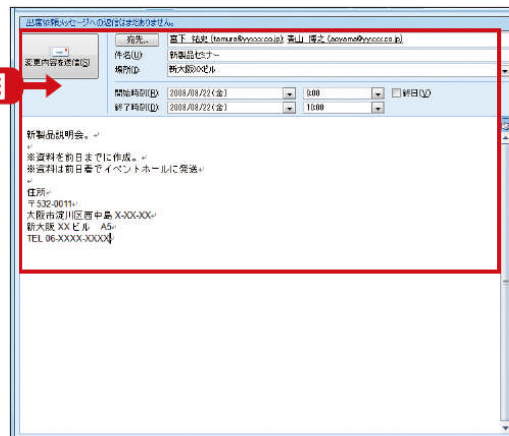 出席依頼メッセージへの返信はまだありません。
変更内容を送信(S)
宛先...
宮下 祐史 (tamura@yyyxx.co.jp); 青山 博之 (aoyama@yyyxx.co.jp)
件名(U):
新製品セミナー
場所(I):
新大阪XXビル
開始時刻(R):
2008/08/22(金)
9:00
終日(V)
終了時刻(D):
2008/08/22(金)
10:00
新製品説明会。
※資料を前日までに作成。
※資料は前日着でイベントホールに発送
住所
〒532-0011
大阪市淀川区西中島 X-XX-XX
新大阪 XX ビル A5
TEL 06-XXXX-XXXX